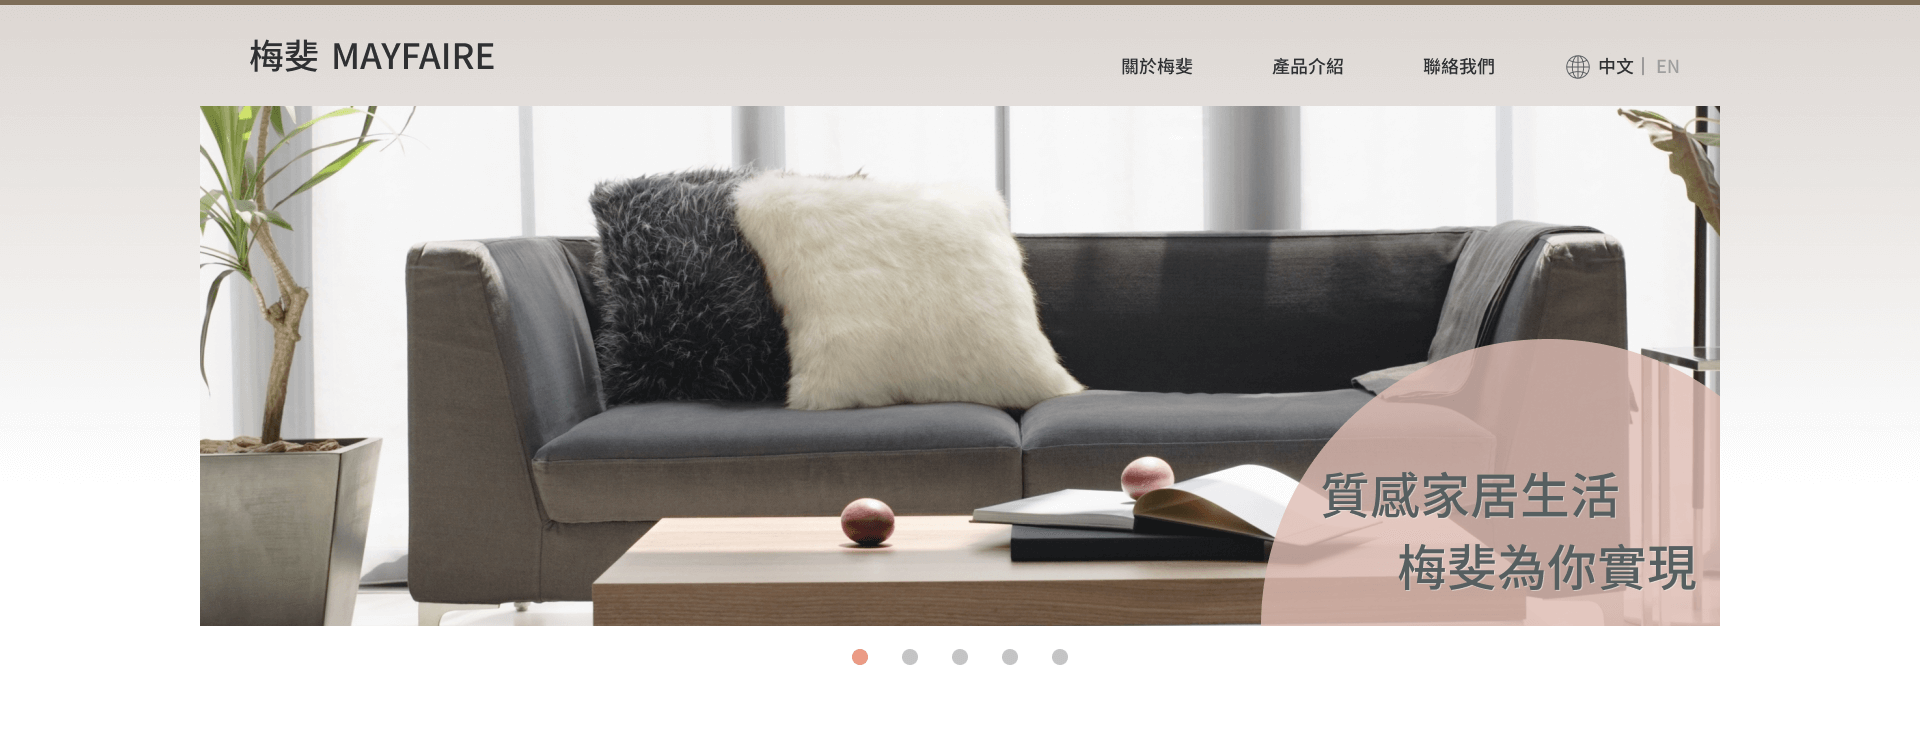 梅斐 MAYFAIRE
關於梅斐
產品介紹
聯絡我們
中文 | EN
質感家居生活
梅斐為你實現